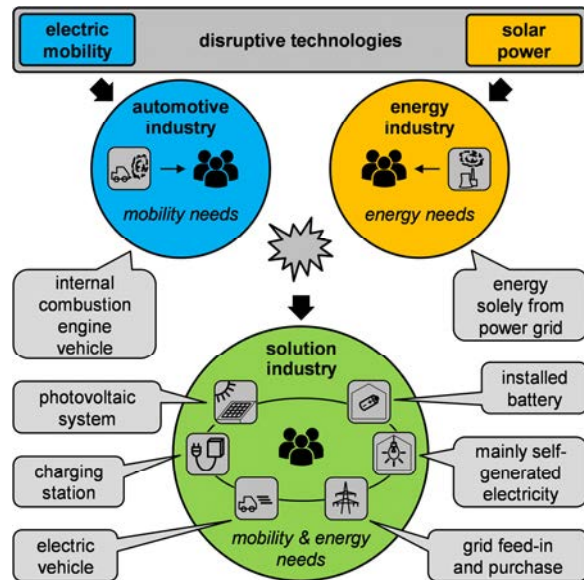 electric
mobility
disruptive technologies
solar
power
automotive
industry
mobility needs
energy
industry
energy needs
internal
combustion
engine
vehicle
energy
solely from
power grid
solution
industry
photovoltaic
system
installed
battery
charging
station
mainly self-
generated
electricity
electric
vehicle
mobility & energy
needs
grid feed-in
and purchase